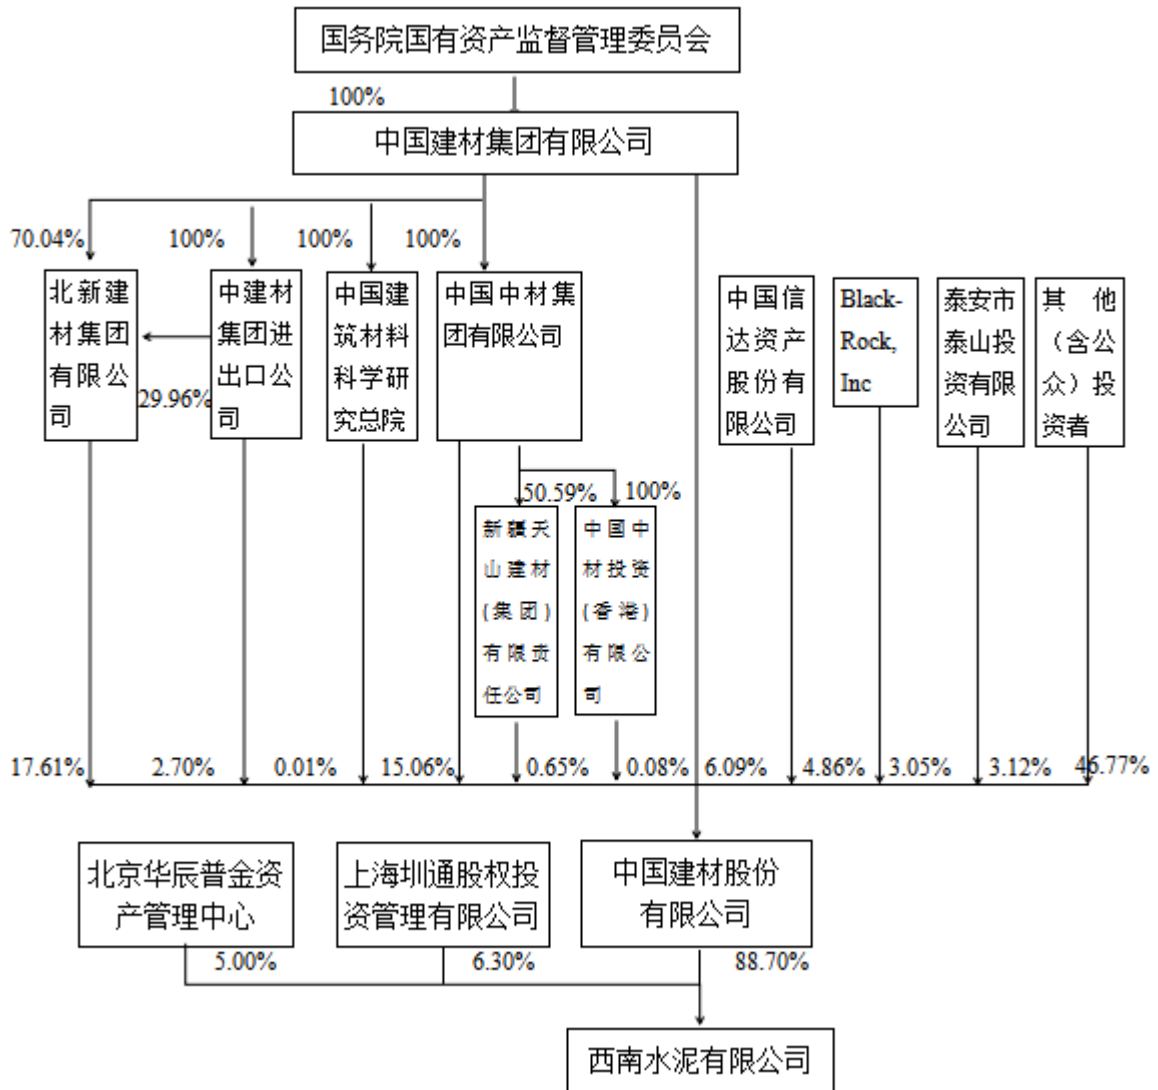 国务院国有资产监督管理委员会
100%
中国建材集团有限公司
70.04%
100%
100%
100%
北新建
材集团
有限公
司
中建材
集团进
出口公
司
29.96%
中国建
筑材料
科学研
究总院
中国中材集
团有限公司
中国信
达资产
股份有
限公司
Black-
Rock,
Inc
泰安市
泰山投
资有限
公司
其他
（含公
众）投
资者
50.59%
100%
新疆天
山建材
(集团)
有限责
任公司
中国中
材投资
(香港)
有限公
司
17.61%
2.70%
0.01%
15.06%
0.65%
0.08%
6.09%
4.86%
3.05%
3.12%
46.77%
北京华辰普金资
产管理中心
上海圳通股权投
资管理有限公司
中国建材股份
有限公司
5.00%
6.30%
88.70%
西南水泥有限公司